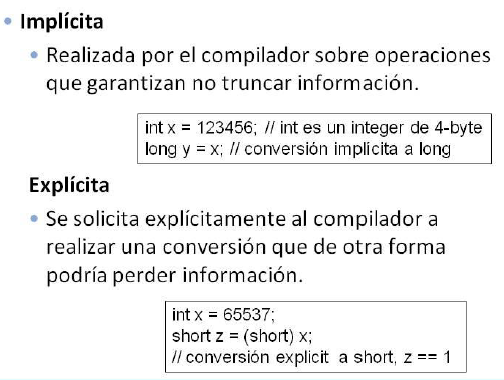 Implícita
Realizada por el compilador sobre operaciones
que garantizan no truncar información.
int x = 123456; // int es un integer de 4-byte
long y = x; // conversión implícita a long
Explícita
Se solicita explícitamente al compilador a
realizar una conversión que de otra forma
podría perder información.
int x = 65537;
short z = (short) x;
// conversión explicit a short, z == 1